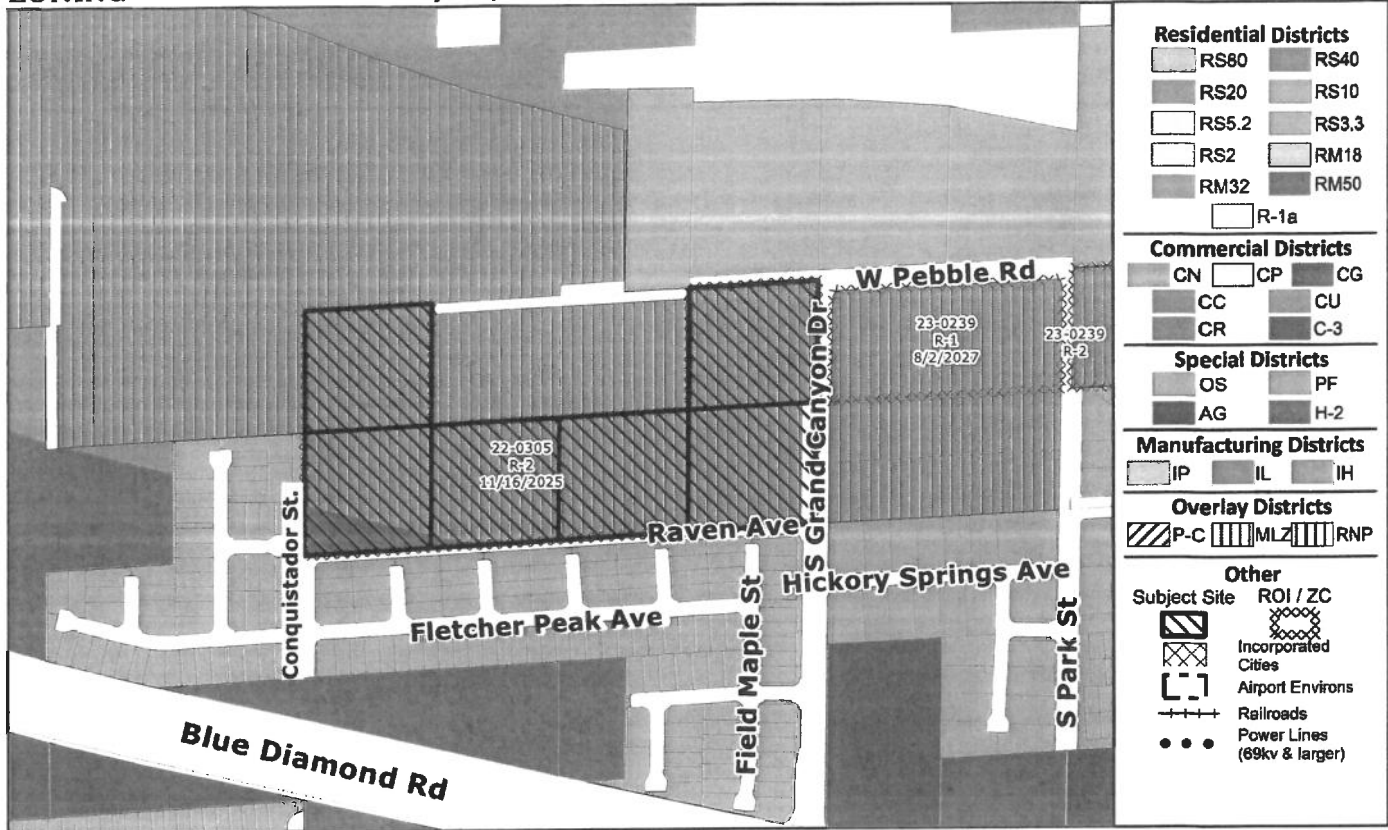 W Pebble Rd
S Grand Canyon Dr
23-0239
R-1
8/2/2027
23-0239
R-2
22-0305
R-2
11/16/2025
Conquistador St.
Raven Ave
Hickory Springs Ave
Fletcher Peak Ave
Field Maple St
S Park St
Blue Diamond Rd
Residential Districts
RS80 RS40
RS20 RS10
RS5.2 RS3.3
RS2 RM18
RM32 RM50
R-1a
Commercial Districts
CN CP CG
CC CU
CR C-3
Special Districts
OS PF
AG H-2
Manufacturing Districts
IP IL IH
Overlay Districts
P-C MLZ RNP
Other
Subject Site ROI / ZC
Incorporated
Cities
Airport Environs
Railroads
Power Lines
(69kv & larger)